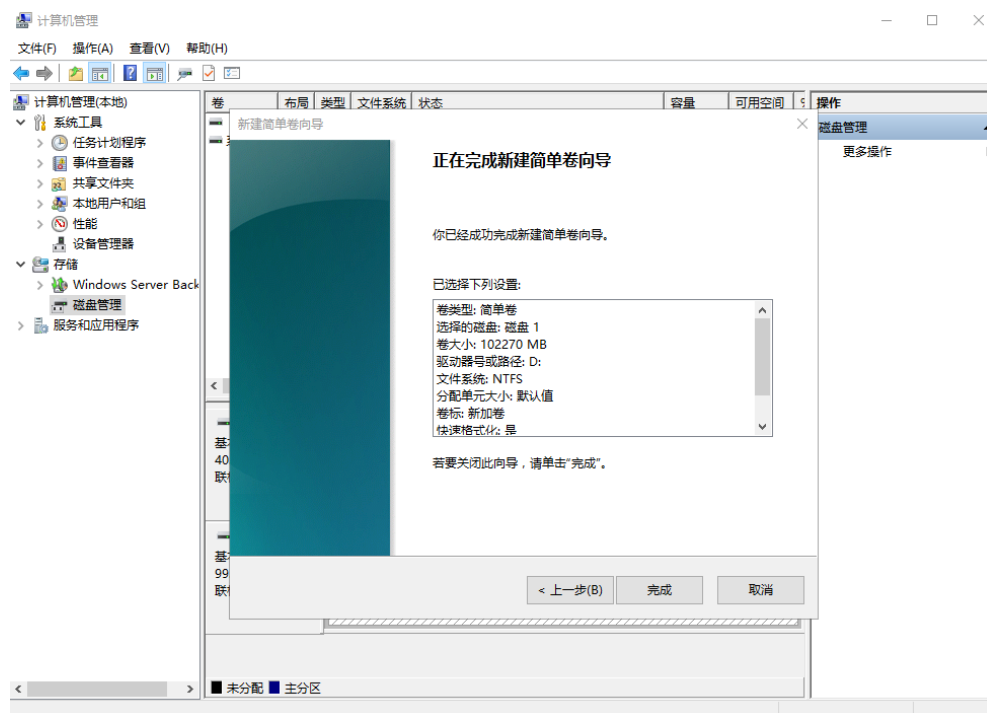 计算机管理
文件(F) 操作(A) 查看(V) 帮助(H)
计算机管理(本地)
系统工具
任务计划程序
事件查看器
共享文件夹
本地用户和组
性能
设备管理器
存储
Windows Server Back
磁盘管理
服务和应用程序
卷 布局 类型 文件系统 状态 容量 可用空间
操作
磁盘管理
更多操作
新建简单卷向导
正在完成新建简单卷向导
你已经成功完成新建简单卷向导。
已选择下列设置:
卷类型: 简单卷
选择的磁盘: 磁盘 1
卷大小: 102270 MB
驱动器号或路径: D:
文件系统: NTFS
分配单元大小: 默认值
卷标: 新加卷
快速格式化: 是
若要关闭此向导，请单击"完成"。
< 上一步(B) 完成 取消
40
99
未分配 主分区